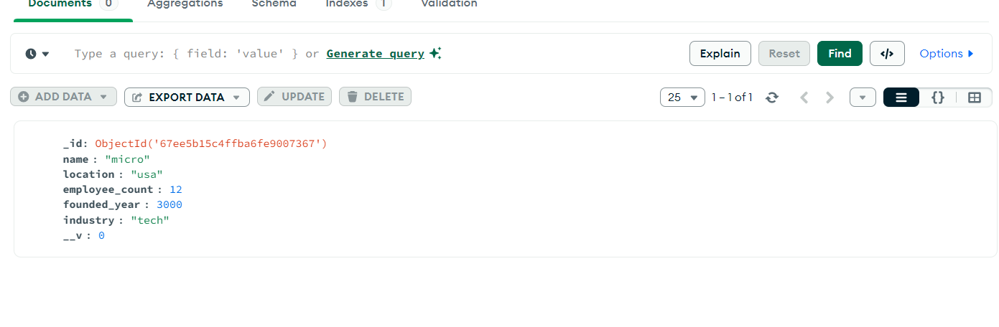 Documents 0 Aggregations Schema Indexes 1 Validation
Type a query: { field: 'value' } or Generate query Explain Reset Find </> Options
ADD DATA EXPORT DATA UPDATE DELETE 25 1 – 1 of 1 {}
_id: ObjectId('67ee5b15c4ffba6fe9007367')
name : "micro"
location : "usa"
employee_count : 12
founded_year : 3000
industry : "tech"
__v : 0